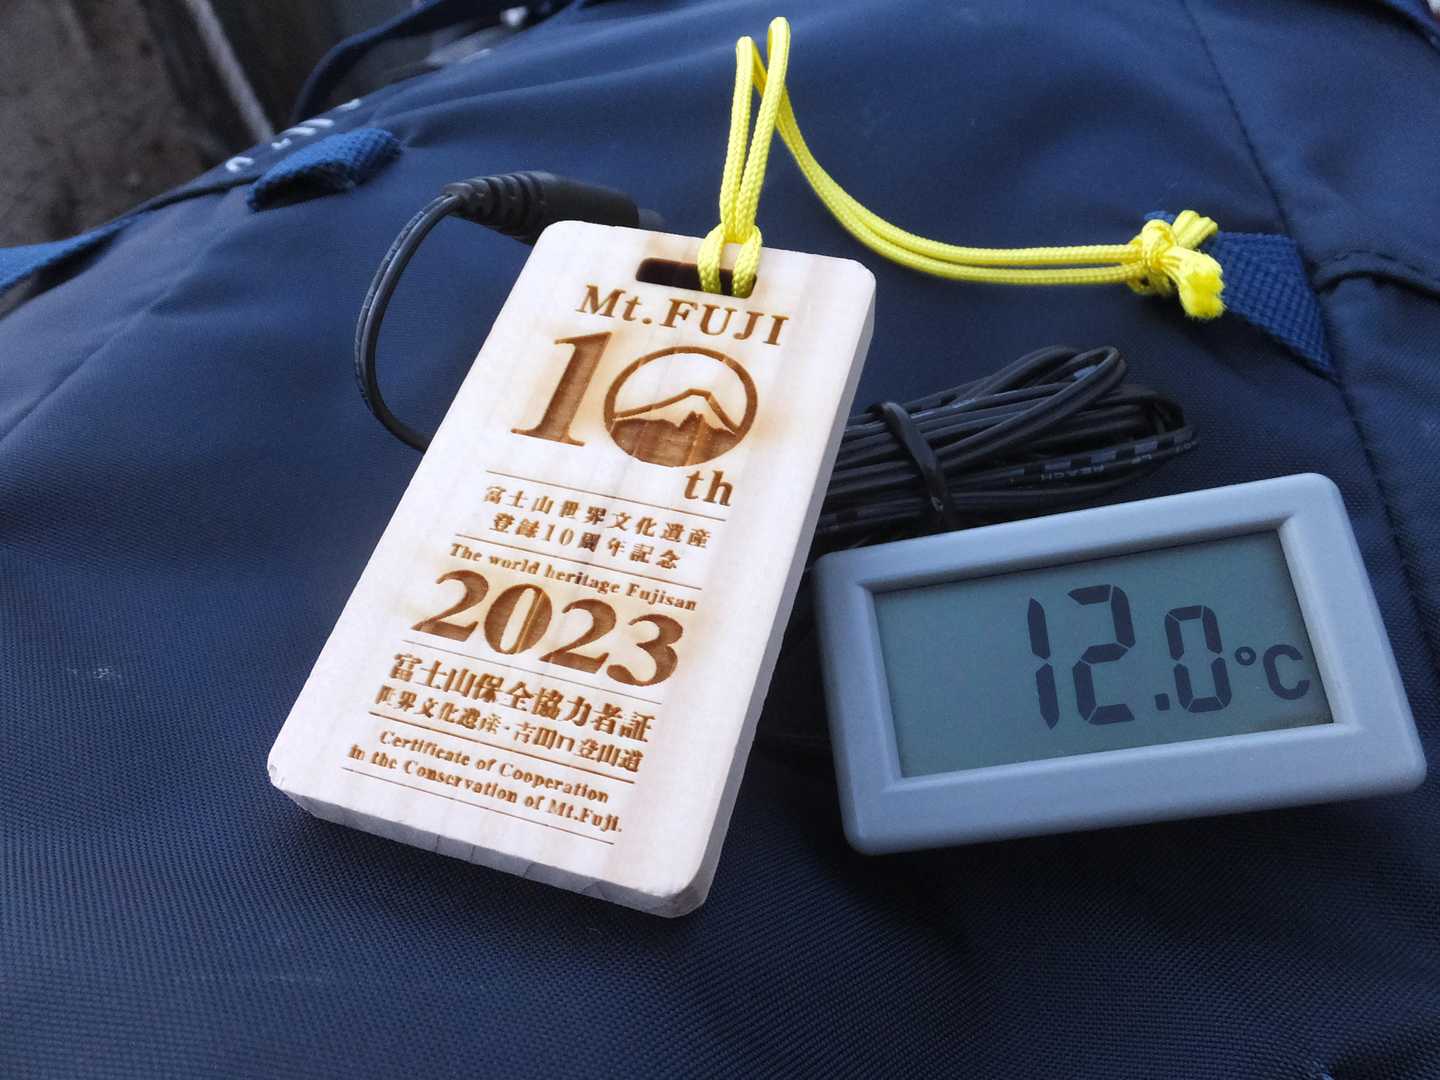 Mt.FUJI
10th
富士山世界文化遺産
登録10周年記念
The world heritage Fujisan
2023
富士山保全協力者証
世界文化遺産・吉田口登山道
Certificate of Cooperation
in the Conservation of Mt.Fuji.
REACH
12.0°C